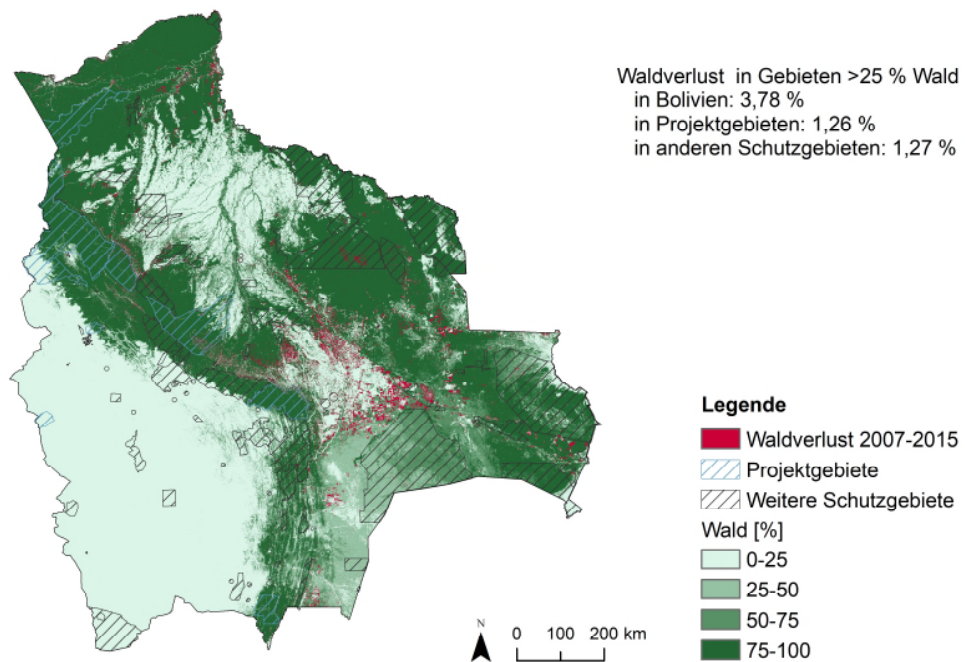 Waldverlust in Gebieten >25 % Wald
in Bolivien: 3,78 %
in Projektgebieten: 1,26 %
in anderen Schutzgebieten: 1,27 %
Legende
Waldverlust 2007-2015
Projektgebiete
Weitere Schutzgebiete
Wald [%]
0-25
25-50
50-75
75-100
N
0 100 200 km